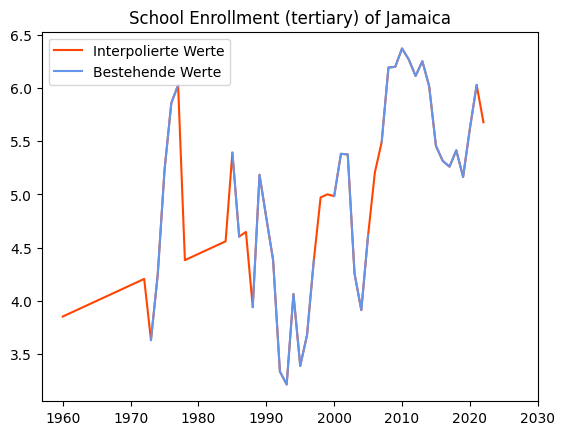 School Enrollment (tertiary) of Jamaica
Interpolierte Werte
Bestehende Werte
6.5
6.0
5.5
5.0
4.5
4.0
3.5
1960 1970 1980 1990 2000 2010 2020 2030